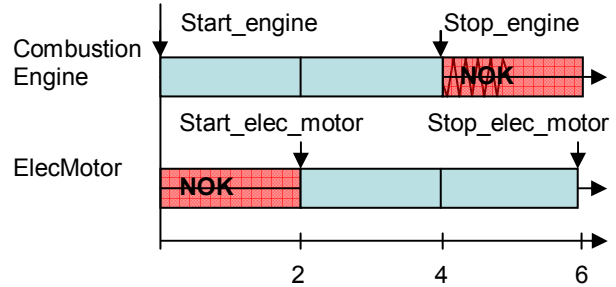 Start_engine
Stop_engine
Combustion
Engine
NOK
Start_elec_motor
Stop_elec_motor
ElecMotor
NOK
2
4
6